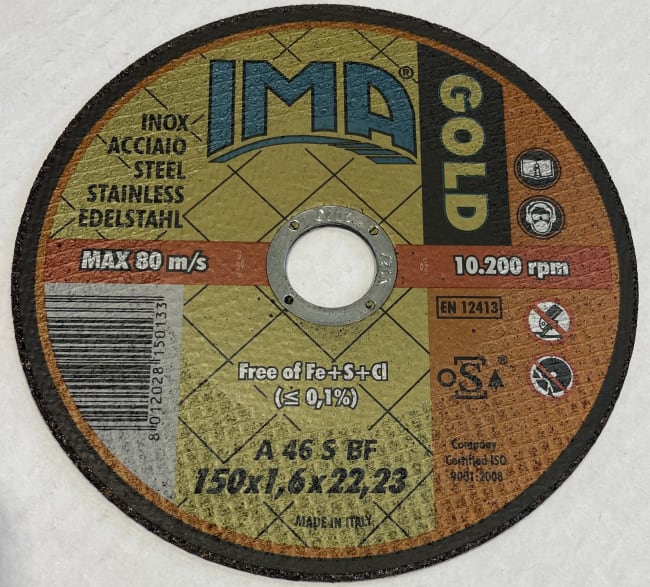 IMA®
GOLD
INOX
ACCIAIO
STEEL
STAINLESS
EDELSTAHL
MAX 80 m/s
10.200 rpm
EN 12413
oSA®
8 012028 150133
Free of Fe+S+Cl
(≤ 0,1%)
A 46 S BF
150x1,6x22,23
MADE IN ITALY
Company
Certified ISO
9001:2008